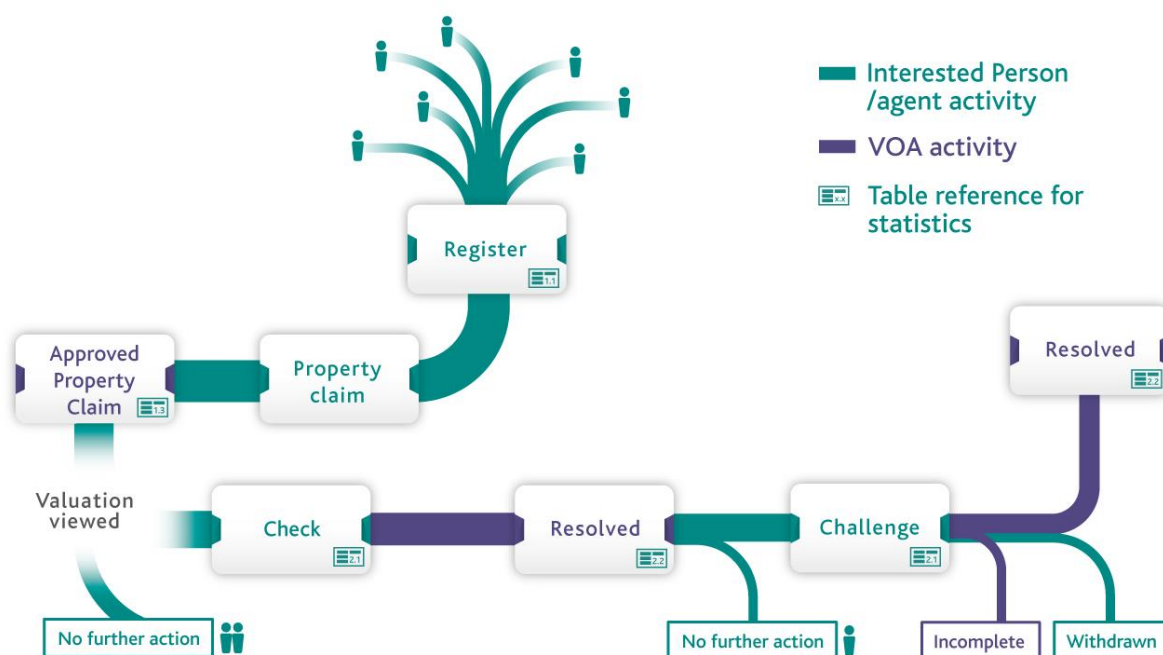 Interested Person
/agent activity
VOA activity
x.x
Table reference for
statistics
Register
1.1
Approved
Property
Claim
1.3
Property
claim
Resolved
2.2
Valuation
viewed
Check
2.1
Resolved
2.2
Challenge
2.1
No further action
No further action
Incomplete
Withdrawn